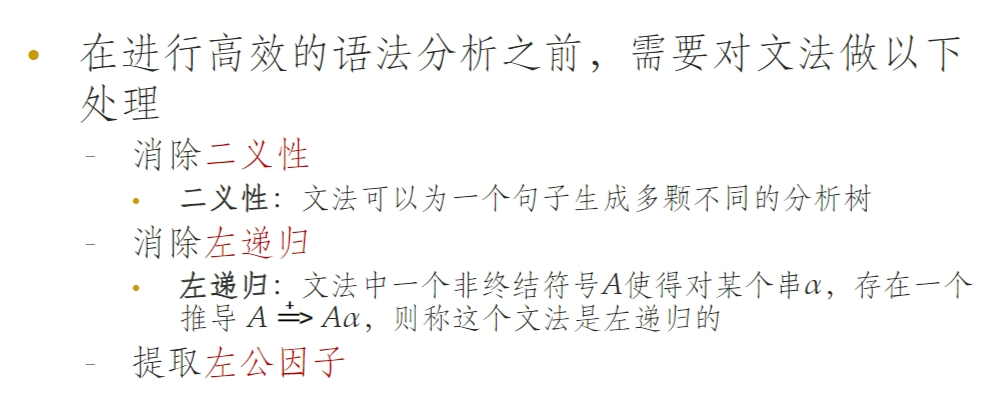 • 在进行高效的语法分析之前，需要对文法做以下
处理
- 消除二义性
• 二义性：文法可以为一个句子生成多颗不同的分析树
- 消除左递归
• 左递归：文法中一个非终结符号A使得对某个串α，存在一个
推导 A =+=> Aα，则称这个文法是左递归的
- 提取左公因子